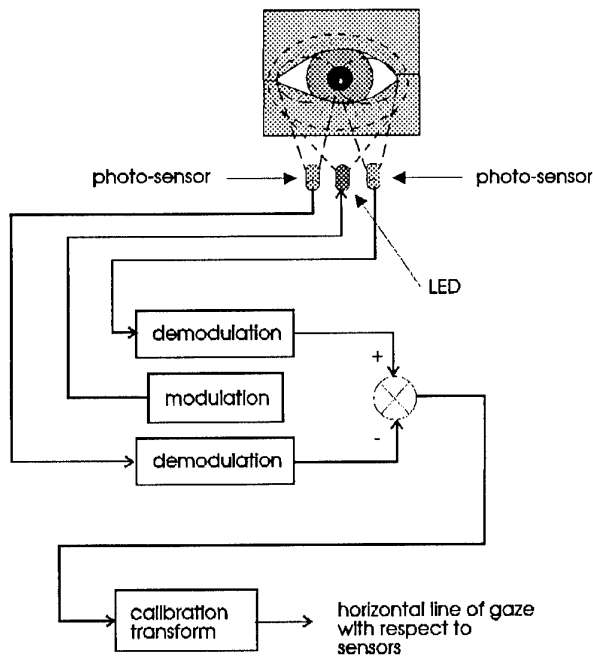 photo-sensor
photo-sensor
LED
demodulation
+
modulation
-
demodulation
calibration
transform
horizontal line of gaze
with respect to
sensors